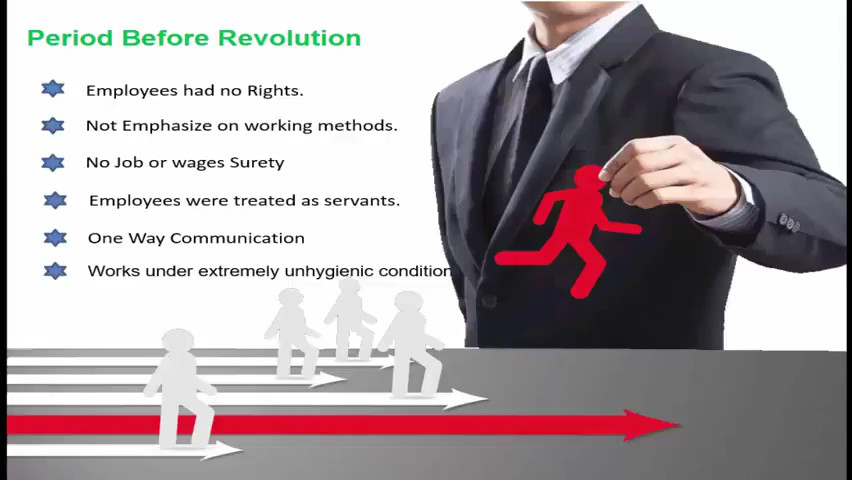 Period Before Revolution
Employees had no Rights.
Not Emphasize on working methods.
No Job or wages Surety
Employees were treated as servants.
One Way Communication
Works under extremely unhygienic condition